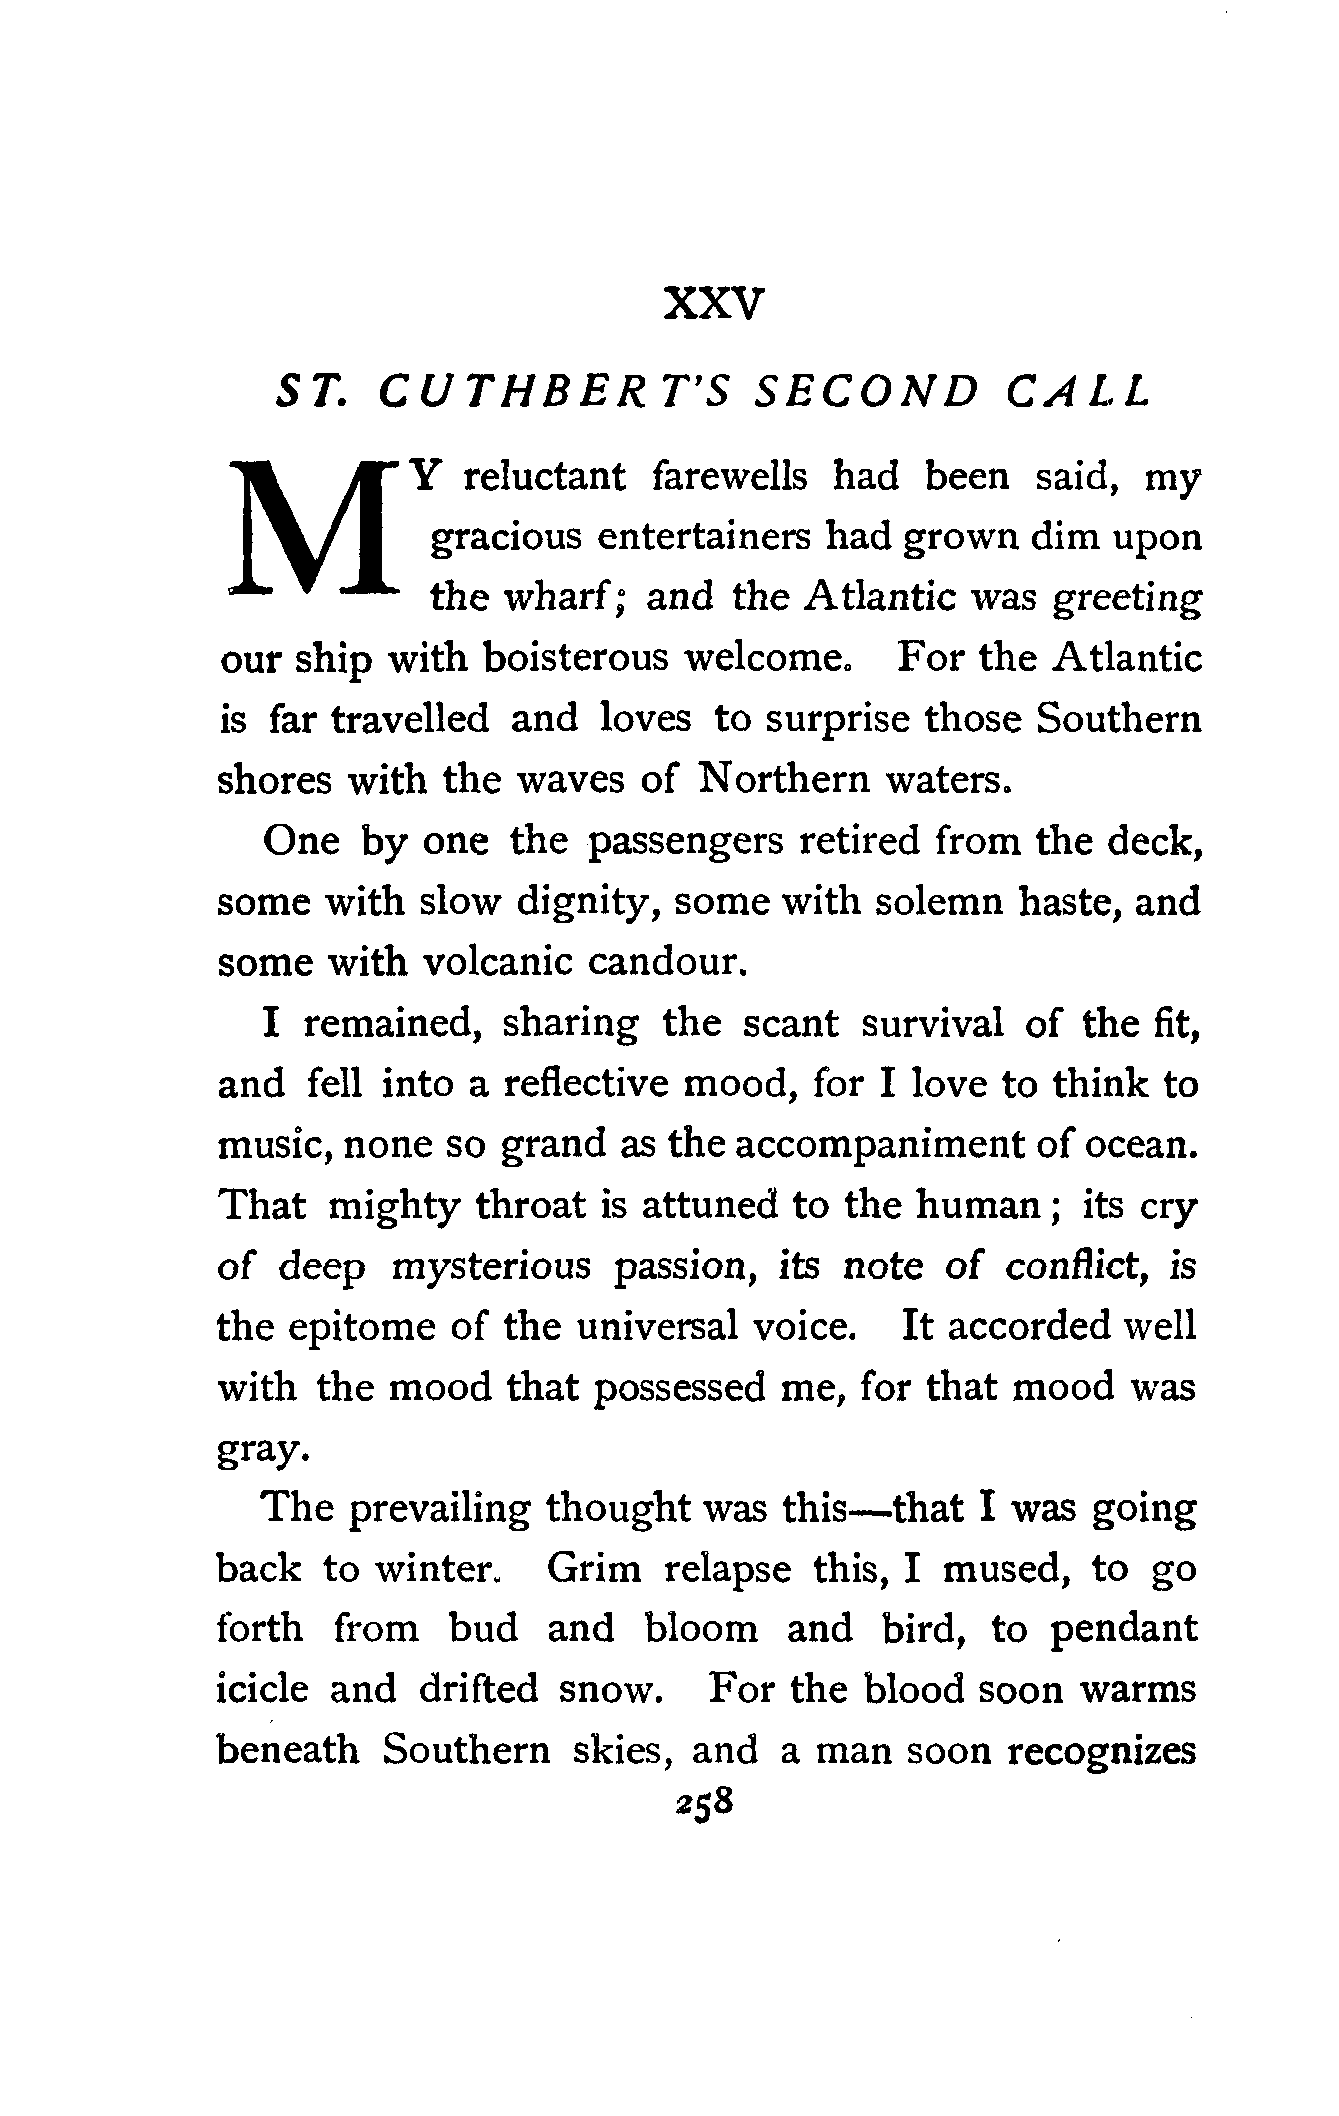 XXV
ST. CUTHBERT'S SECOND CALL
MY reluctant farewells had been said, my
gracious entertainers had grown dim upon
the wharf; and the Atlantic was greeting
our ship with boisterous welcome. For the Atlantic
is far travelled and loves to surprise those Southern
shores with the waves of Northern waters.
One by one the passengers retired from the deck,
some with slow dignity, some with solemn haste, and
some with volcanic candour.
I remained, sharing the scant survival of the fit,
and fell into a reflective mood, for I love to think to
music, none so grand as the accompaniment of ocean.
That mighty throat is attuned to the human; its cry
of deep mysterious passion, its note of conflict, is
the epitome of the universal voice. It accorded well
with the mood that possessed me, for that mood was
gray.
The prevailing thought was this—that I was going
back to winter. Grim relapse this, I mused, to go
forth from bud and bloom and bird, to pendant
icicle and drifted snow. For the blood soon warms
beneath Southern skies, and a man soon recognizes
258